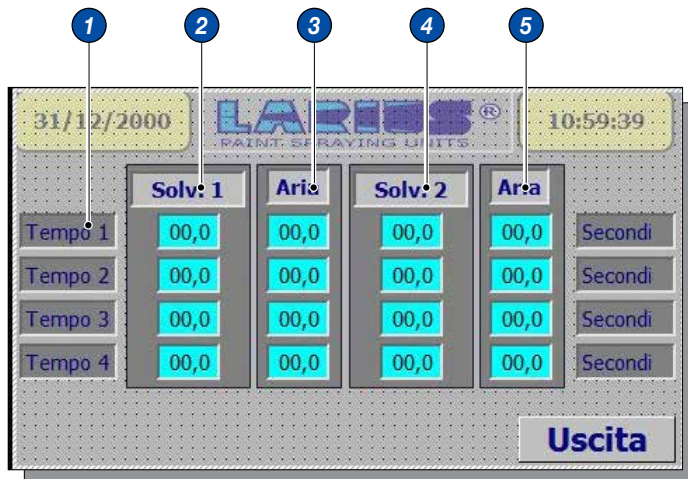 1 2 3 4 5
31/12/2000 LARIUS® 10:59:39
PAINT SPRAYING UNITS
Solv. 1 Aria Solv. 2 Aria
Tempo 1 00,0 00,0 00,0 00,0 Secondi
Tempo 2 00,0 00,0 00,0 00,0 Secondi
Tempo 3 00,0 00,0 00,0 00,0 Secondi
Tempo 4 00,0 00,0 00,0 00,0 Secondi
Uscita